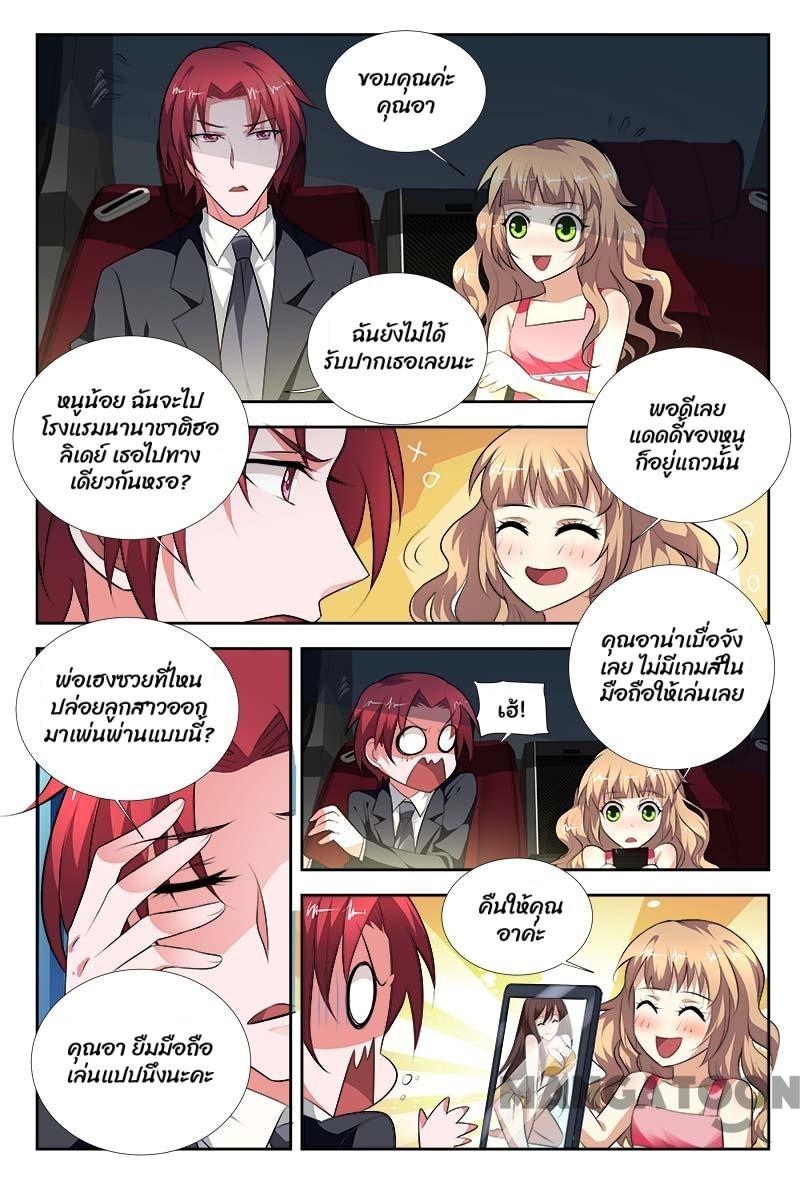 ขอบคุณค่ะ
คุณอา
ฉันยังไม่ได้
รับปากเธอเลยนะ
หนูน้อย ฉันจะไป
โรงแรมนานาชาติฮอ
ลิเดย์ เธอไปทาง
เดียวกันหรอ?
พอดีเลย
แดดดี้ของหนู
ก็อยู่แถวนั้น
พ่อเฮงซวยที่ไหน
ปล่อยลูกสาวออก
มาเพ่นพ่านแบบนี้?
คุณอา ยืมมือถือ
เล่นแปปนึงนะคะ
คุณอาน่าเบื่อจัง
เลย ไม่มีเกมส์ใน
มือถือให้เล่นเลย
เฮ้!
คืนให้คุณ
อาคะ
MANGATOON